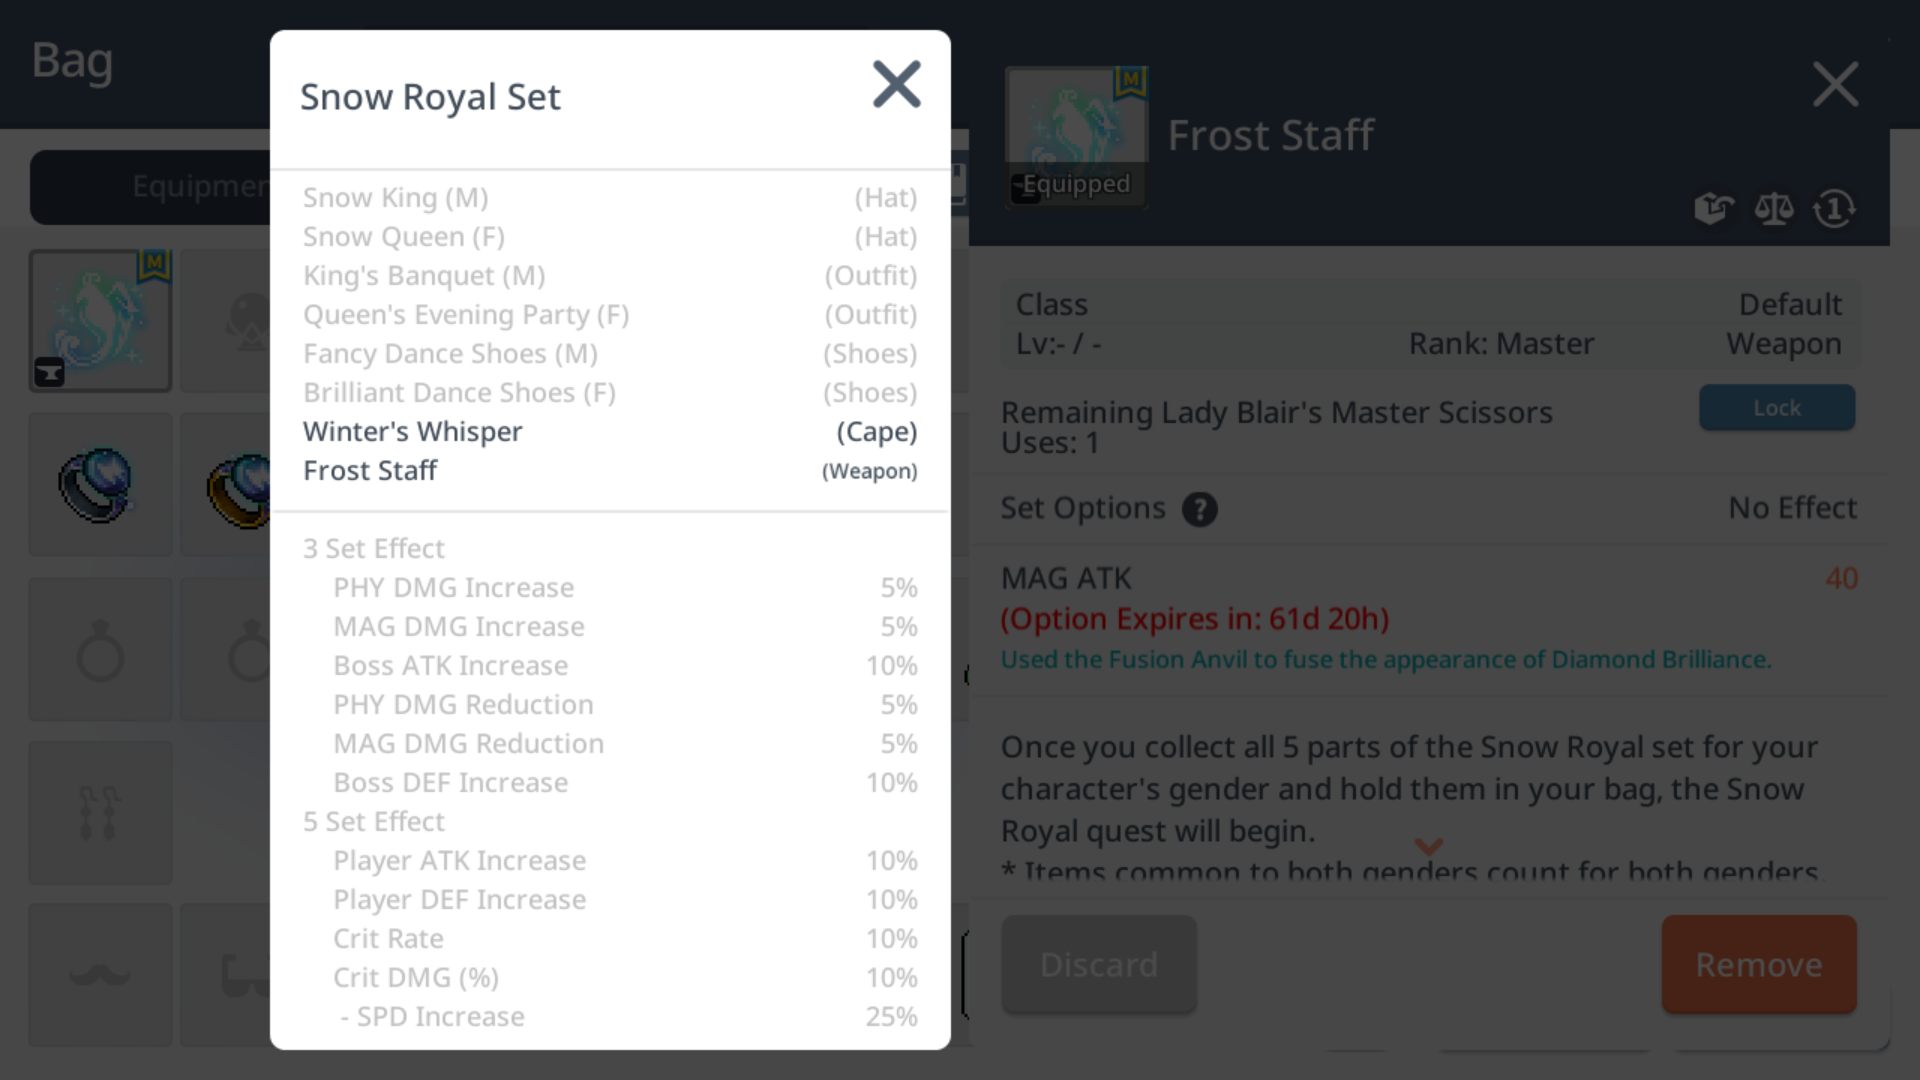 Bag
Equipmen
Snow Royal Set
Snow King (M) (Hat)
Snow Queen (F) (Hat)
King's Banquet (M) (Outfit)
Queen's Evening Party (F) (Outfit)
Fancy Dance Shoes (M) (Shoes)
Brilliant Dance Shoes (F) (Shoes)
Winter's Whisper (Cape)
Frost Staff (Weapon)
3 Set Effect
PHY DMG Increase 5%
MAG DMG Increase 5%
Boss ATK Increase 10%
PHY DMG Reduction 5%
MAG DMG Reduction 5%
Boss DEF Increase 10%
5 Set Effect
Player ATK Increase 10%
Player DEF Increase 10%
Crit Rate 10%
Crit DMG (%) 10%
- SPD Increase 25%
M
M
Equipped
Frost Staff
1
Class Default
Lv:- / - Rank: Master Weapon
Remaining Lady Blair's Master Scissors
Uses: 1
Lock
Set Options ? No Effect
MAG ATK 40
(Option Expires in: 61d 20h)
Used the Fusion Anvil to fuse the appearance of Diamond Brilliance.
Once you collect all 5 parts of the Snow Royal set for your
character's gender and hold them in your bag, the Snow
Royal quest will begin.
* Items common to both genders count for both genders.
Discard
Remove